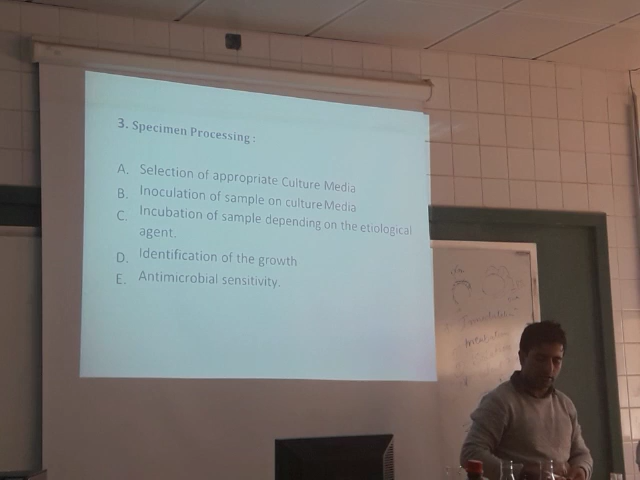 3. Specimen Processing :
A. Selection of appropriate Culture Media
B. Inoculation of sample on culture Media
C. Incubation of sample depending on the etiological
agent.
D. Identification of the growth
E. Antimicrobial sensitivity.